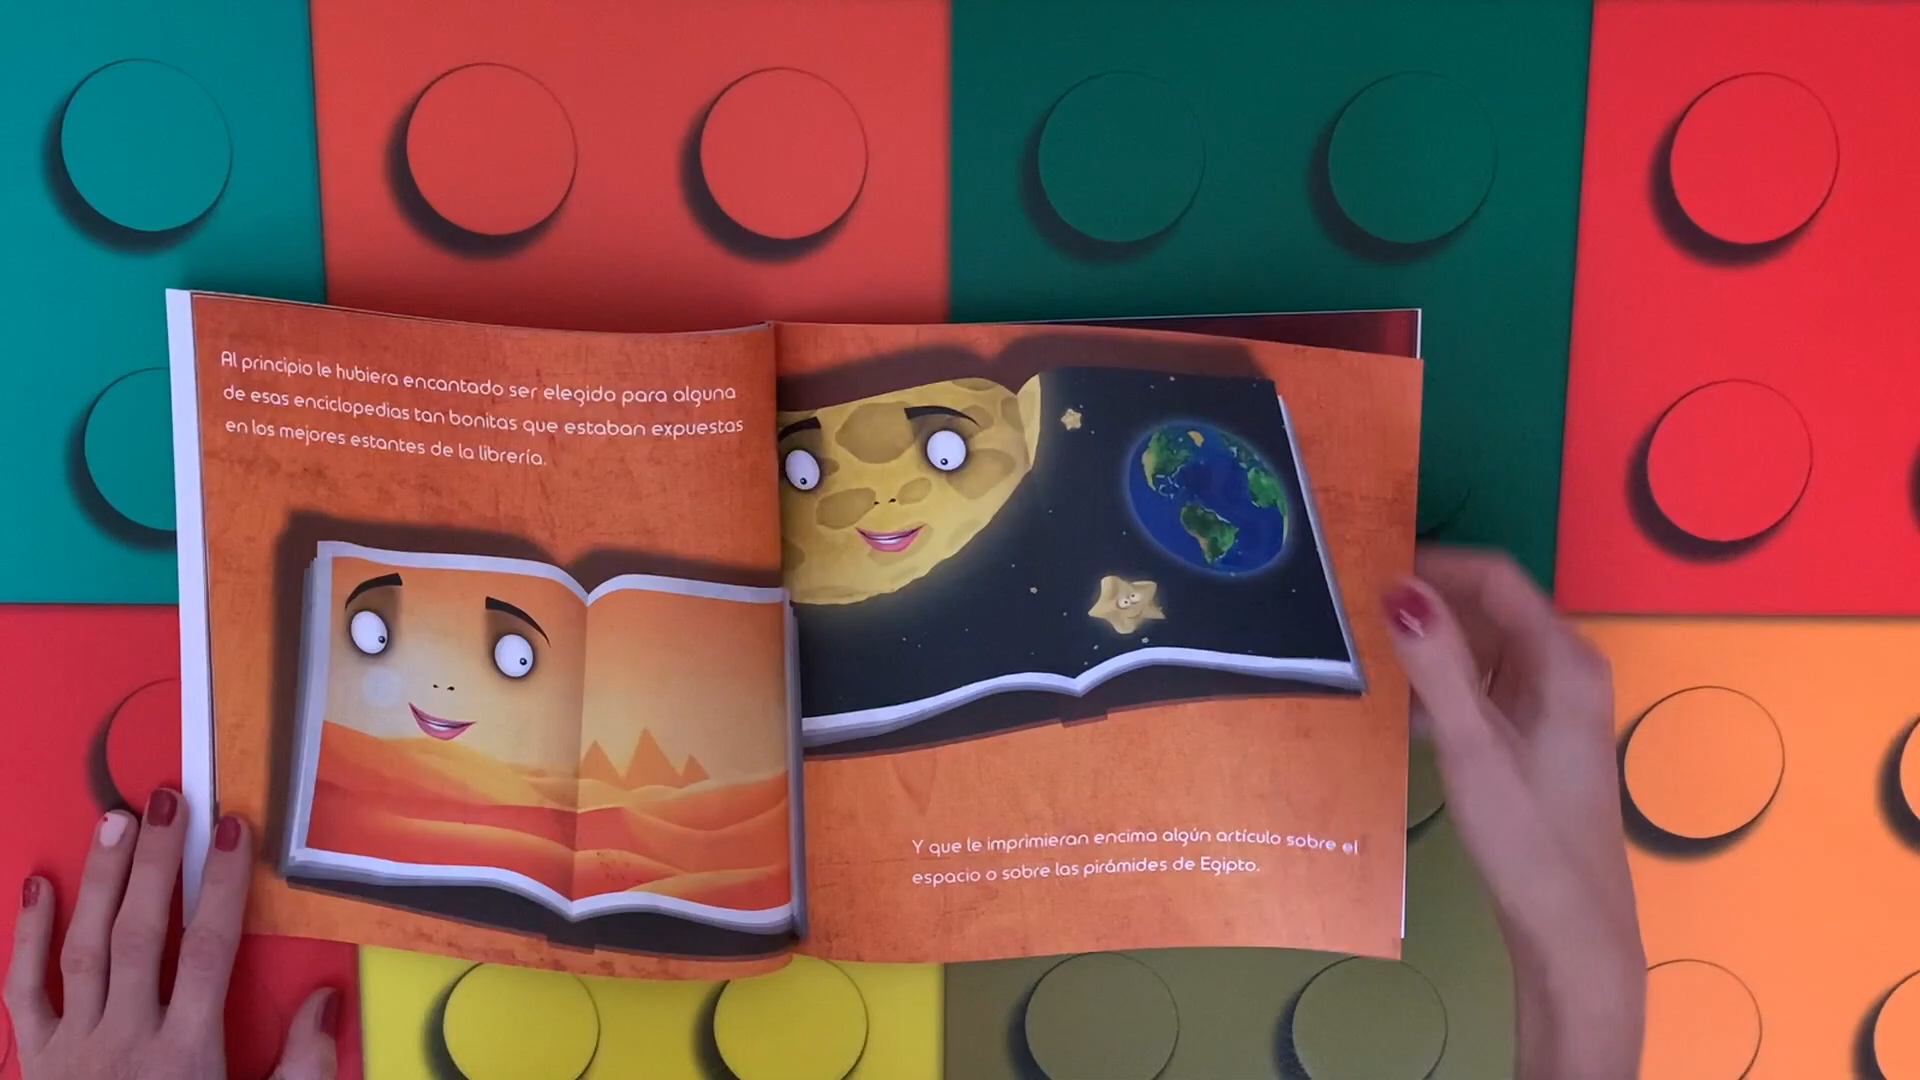 Al principio le hubiera encantado ser elegido para alguna
de esas enciclopedias tan bonitas que estaban expuestas
en los mejores estantes de la librería.
Y que le imprimieran encima algún artículo sobre el
espacio o sobre las pirámides de Egipto.